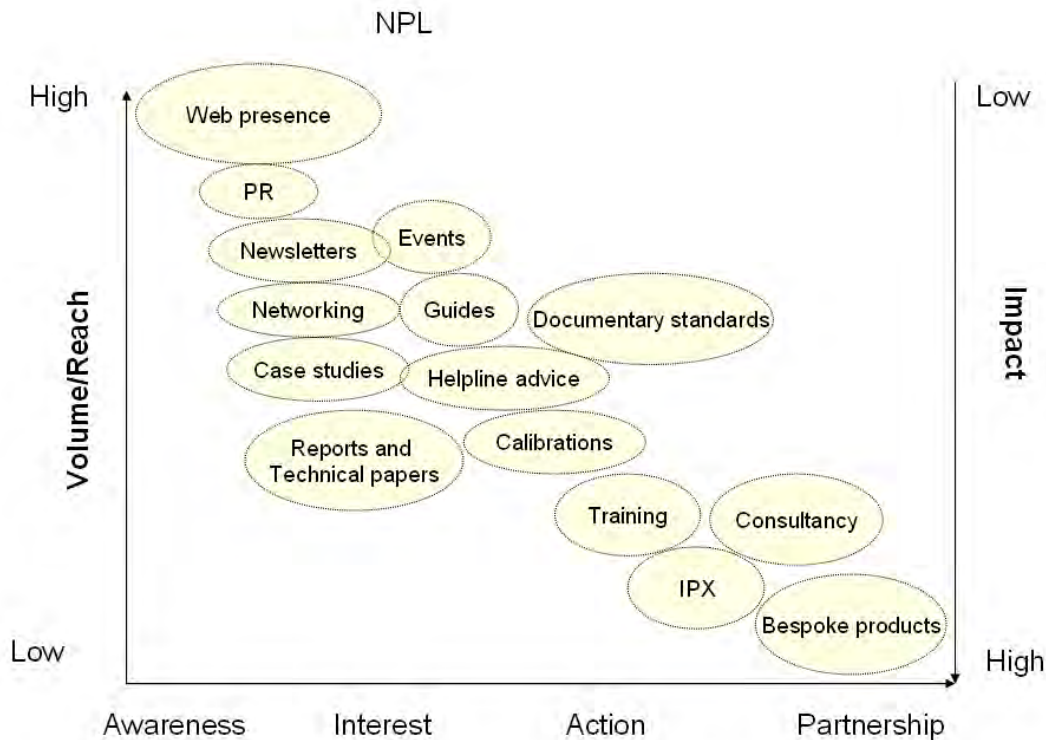 NPL
High
Low
Web presence
PR
Newsletters
Events
Networking
Guides
Documentary standards
Case studies
Helpline advice
Reports and
Technical papers
Calibrations
Training
Consultancy
IPX
Bespoke products
Volume/Reach
Impact
Low
High
Awareness
Interest
Action
Partnership